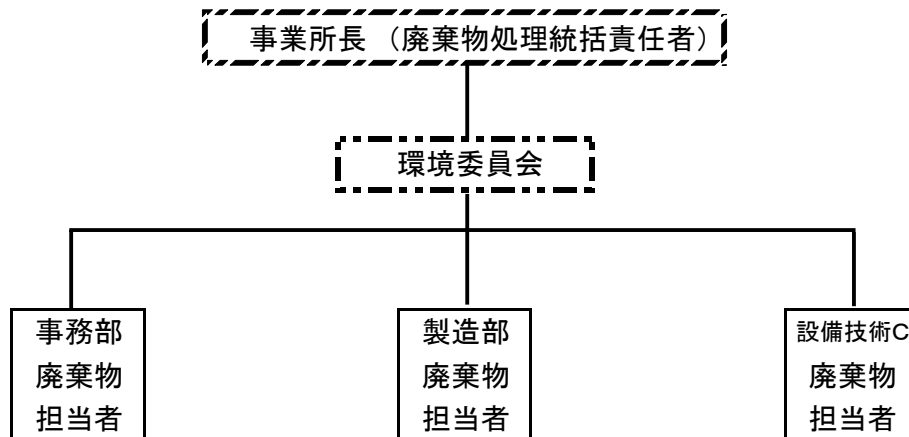 事業所長 （廃棄物処理統括責任者）
環境委員会
事務部
廃棄物
担当者
製造部
廃棄物
担当者
設備技術C
廃棄物
担当者